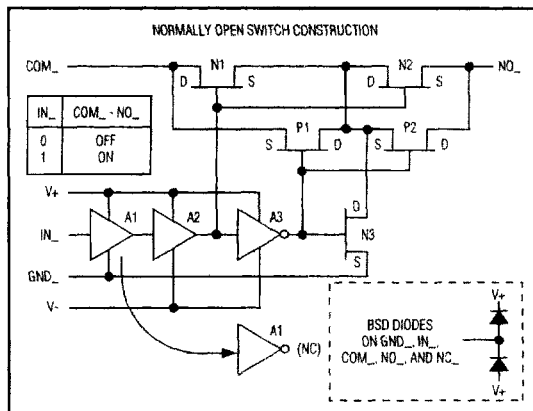 NORMALLY OPEN SWITCH CONSTRUCTION
COM_
N1
N2
NO_
D
S
D
S
IN_ COM_ - NO_
0 OFF
1 ON
P1
P2
S
D
S
D
V+
A1
A2
A3
D
IN_
N3
GND_
S
V-
A1
(NC)
V+
BSD DIODES
ON GND_, IN_,
COM_, NO_, AND NC_
V+